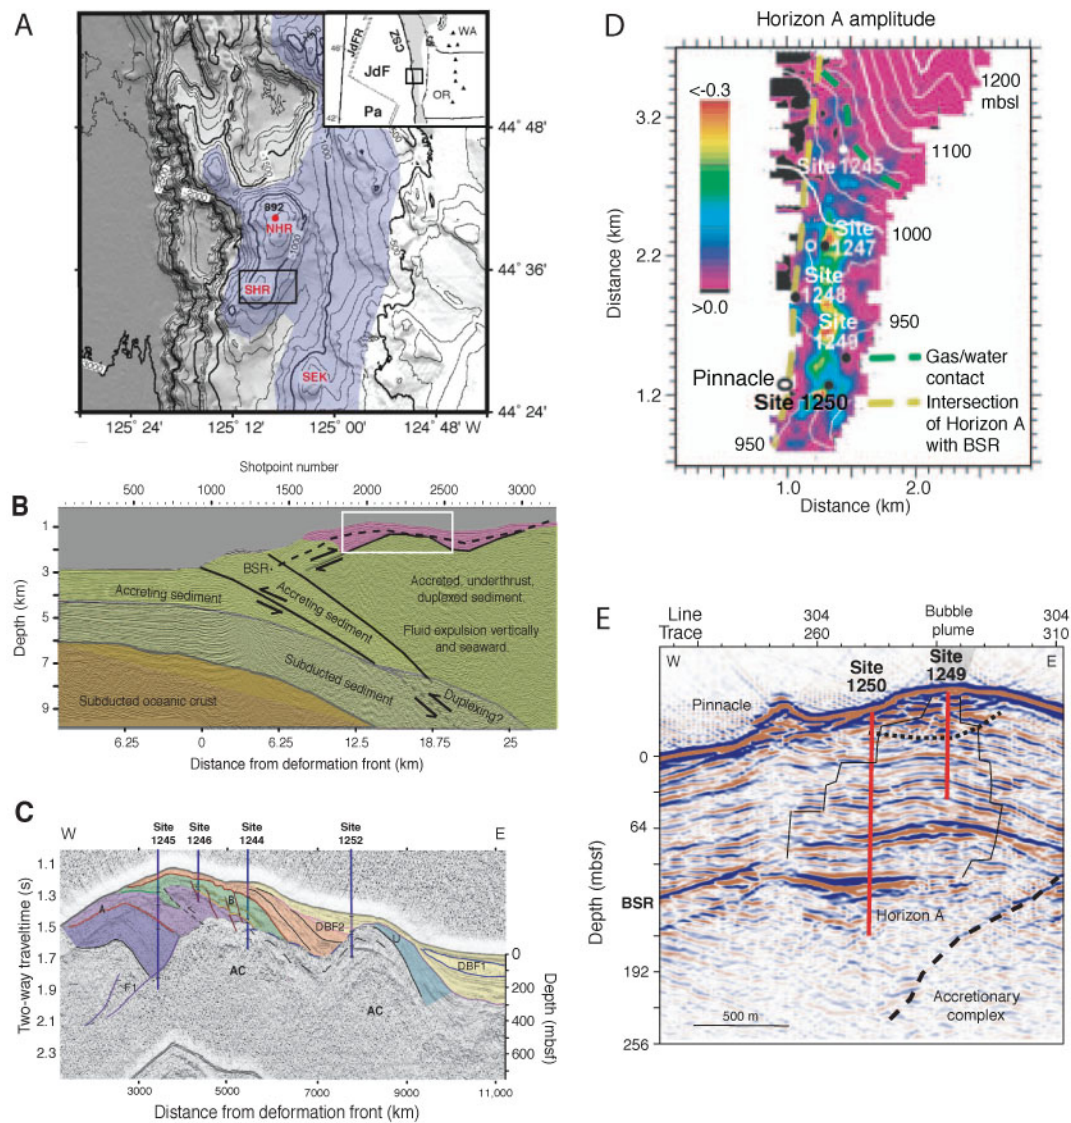 A
JdFR
CSZ
WA
JdF
OR
Pa
892
NHR
SHR
SEK
44° 48'
44° 36'
44° 24'
125° 24'
125° 12'
125° 00'
124° 48' W
D
Horizon A amplitude
<-0.3
>0.0
3.2
2.2
1.2
Distance (km)
1200
mbsl
1100
1000
950
950
Site 1245
Site
1247
Site
1248
Site
Pinnacle
Site 1250
Gas/water
contact
Intersection
of Horizon A
with BSR
1.0
2.0
Distance (km)
B
Shotpoint number
500
1000
1500
2000
2500
3000
Depth (km)
1
3
5
7
9
BSR
Accreting sediment
Accreting sediment
Subducted sediment
Subducted oceanic crust
Duplexing?
Accreted, underthrust,
duplexed sediment.
Fluid expulsion vertically
and seaward.
6.25
0
6.25
12.5
18.75
25
Distance from deformation front (km)
C
W
Site
1245
Site
1246
Site
1244
Site
1252
E
Two-way traveltime (s)
1.1
1.3
1.5
1.7
1.9
2.1
2.3
A
B
DBF2
DBF1
F1
AC
AC
0
200
400
600
Depth
(mbsf)
3000
5000
7000
9000
11,000
Distance from deformation front (km)
E
Line
Trace
304
260
Bubble
plume
304
310
W
E
Site
1250
Site
1249
Pinnacle
0
64
BSR
192
256
Depth (mbsf)
Horizon A
Accretionary
complex
500 m